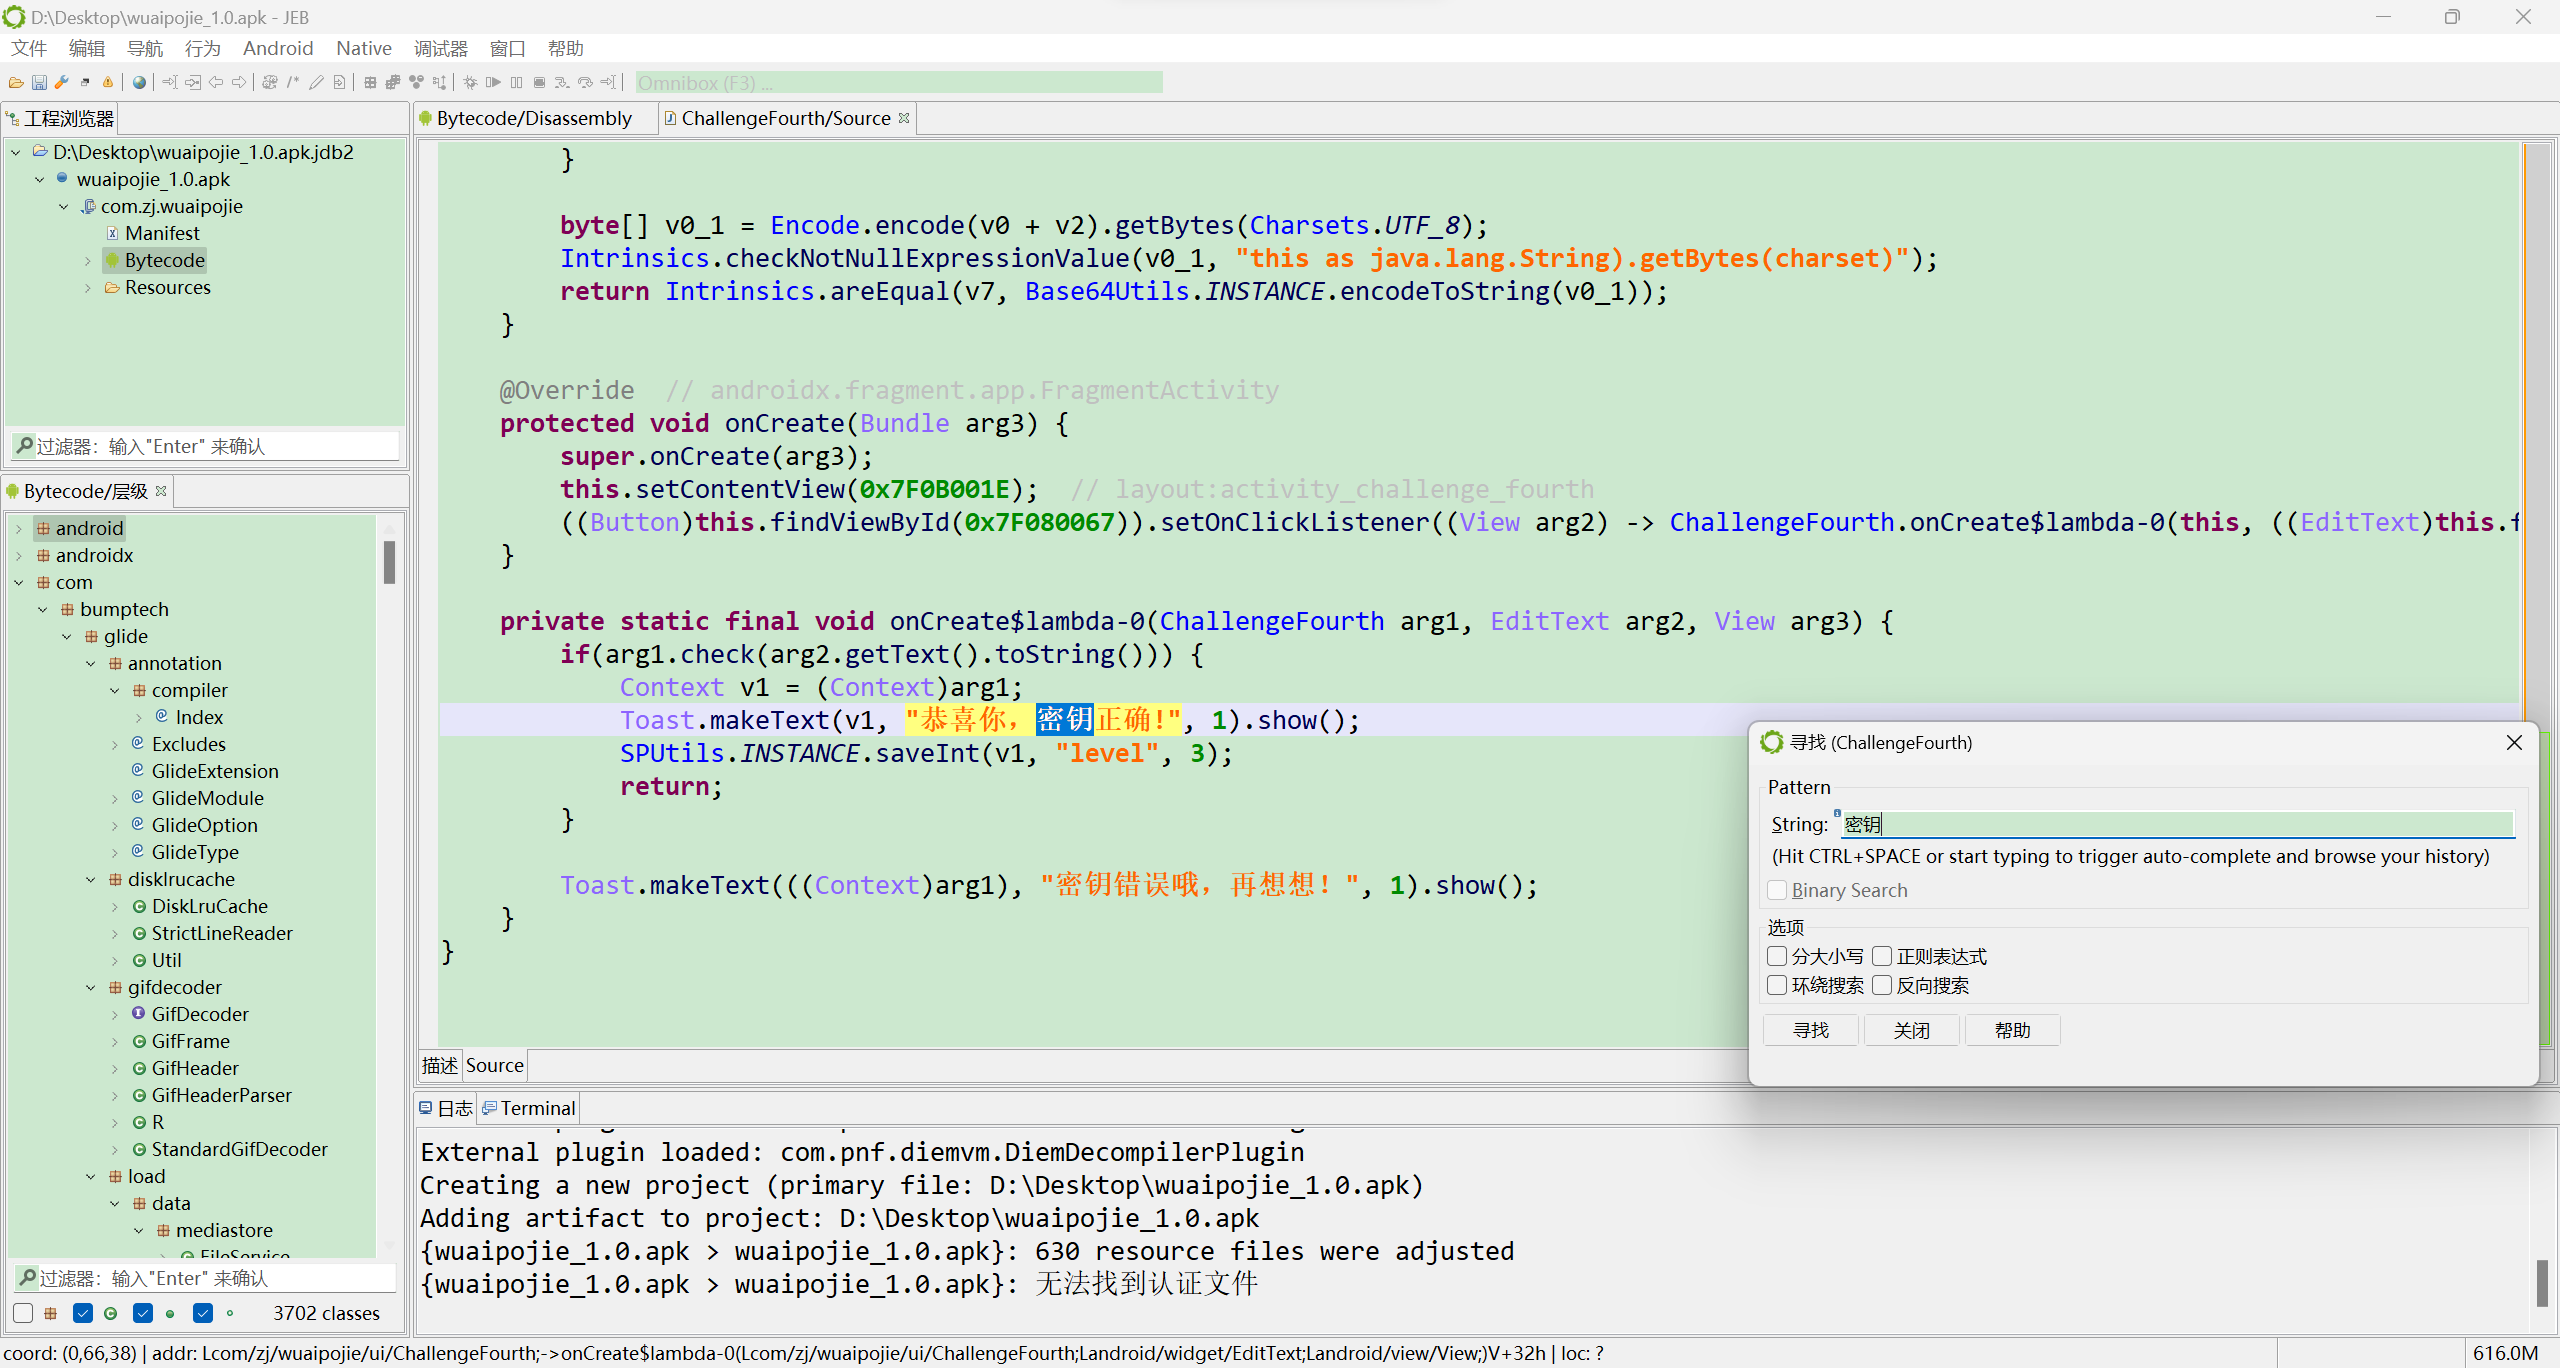 D:\Desktop\wuaipojie_1.0.apk - JEB
文件 编辑 导航 行为 Android Native 调试器 窗口 帮助
Omnibox (F3) ...
工程浏览器
D:\Desktop\wuaipojie_1.0.apk.jdb2
wuaipojie_1.0.apk
com.zj.wuaipojie
Manifest
Bytecode
Resources
过滤器：输入"Enter" 来确认
Bytecode/层级
android
androidx
com
bumptech
glide
annotation
compiler
Index
Excludes
GlideExtension
GlideModule
GlideOption
GlideType
disklrucache
DiskLruCache
StrictLineReader
Util
gifdecoder
GifDecoder
GifFrame
GifHeader
GifHeaderParser
R
StandardGifDecoder
load
data
mediastore
FileService
过滤器：输入"Enter" 来确认
3702 classes
Bytecode/Disassembly ChallengeFourth/Source
}
byte[] v0_1 = Encode.encode(v0 + v2).getBytes(Charsets.UTF_8);
Intrinsics.checkNotNullExpressionValue(v0_1, "this as java.lang.String).getBytes(charset)");
return Intrinsics.areEqual(v7, Base64Utils.INSTANCE.encodeToString(v0_1));
}
@Override // androidx.fragment.app.FragmentActivity
protected void onCreate(Bundle arg3) {
super.onCreate(arg3);
this.setContentView(0x7F0B001E); // layout:activity_challenge_fourth
((Button)this.findViewById(0x7F080067)).setOnClickListener((View arg2) -> ChallengeFourth.onCreate$lambda-0(this, ((EditText)this.f
}
private static final void onCreate$lambda-0(ChallengeFourth arg1, EditText arg2, View arg3) {
if(arg1.check(arg2.getText().toString())) {
Context v1 = (Context)arg1;
Toast.makeText(v1, "恭喜你，密钥正确!", 1).show();
SPUtils.INSTANCE.saveInt(v1, "level", 3);
return;
}
Toast.makeText(((Context)arg1), "密钥错误哦，再想想！", 1).show();
}
}
描述 Source
寻找 (ChallengeFourth)
Pattern
String: 密钥
(Hit CTRL+SPACE or start typing to trigger auto-complete and browse your history)
Binary Search
选项
分大小写 正则表达式
环绕搜索 反向搜索
寻找 关闭 帮助
日志 Terminal
External plugin loaded: com.pnf.diemvm.DiemDecompilerPlugin
Creating a new project (primary file: D:\Desktop\wuaipojie_1.0.apk)
Adding artifact to project: D:\Desktop\wuaipojie_1.0.apk
{wuaipojie_1.0.apk > wuaipojie_1.0.apk}: 630 resource files were adjusted
{wuaipojie_1.0.apk > wuaipojie_1.0.apk}: 无法找到认证文件
coord: (0,66,38) | addr: Lcom/zj/wuaipojie/ui/ChallengeFourth;->onCreate$lambda-0(Lcom/zj/wuaipojie/ui/ChallengeFourth;Landroid/widget/EditText;Landroid/view/View;)V+32h | loc: ?
616.0M